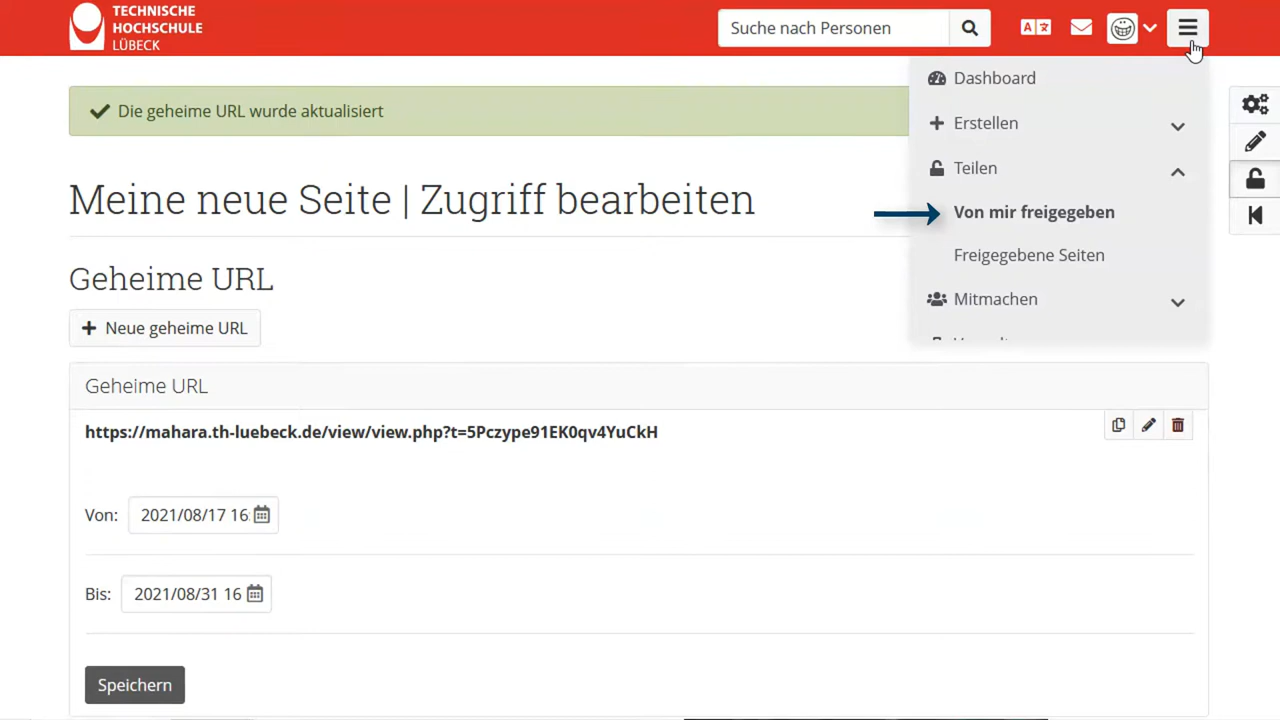 TECHNISCHE
HOCHSCHULE
LÜBECK
Suche nach Personen
A
Die geheime URL wurde aktualisiert
Dashboard
Erstellen
Teilen
Von mir freigegeben
Freigegebene Seiten
Mitmachen
Meine neue Seite | Zugriff bearbeiten
Geheime URL
Neue geheime URL
Geheime URL
https://mahara.th-luebeck.de/view/view.php?t=5Pczype91EK0qv4YuCkH
Von: 2021/08/17 16:
Bis: 2021/08/31 16
Speichern